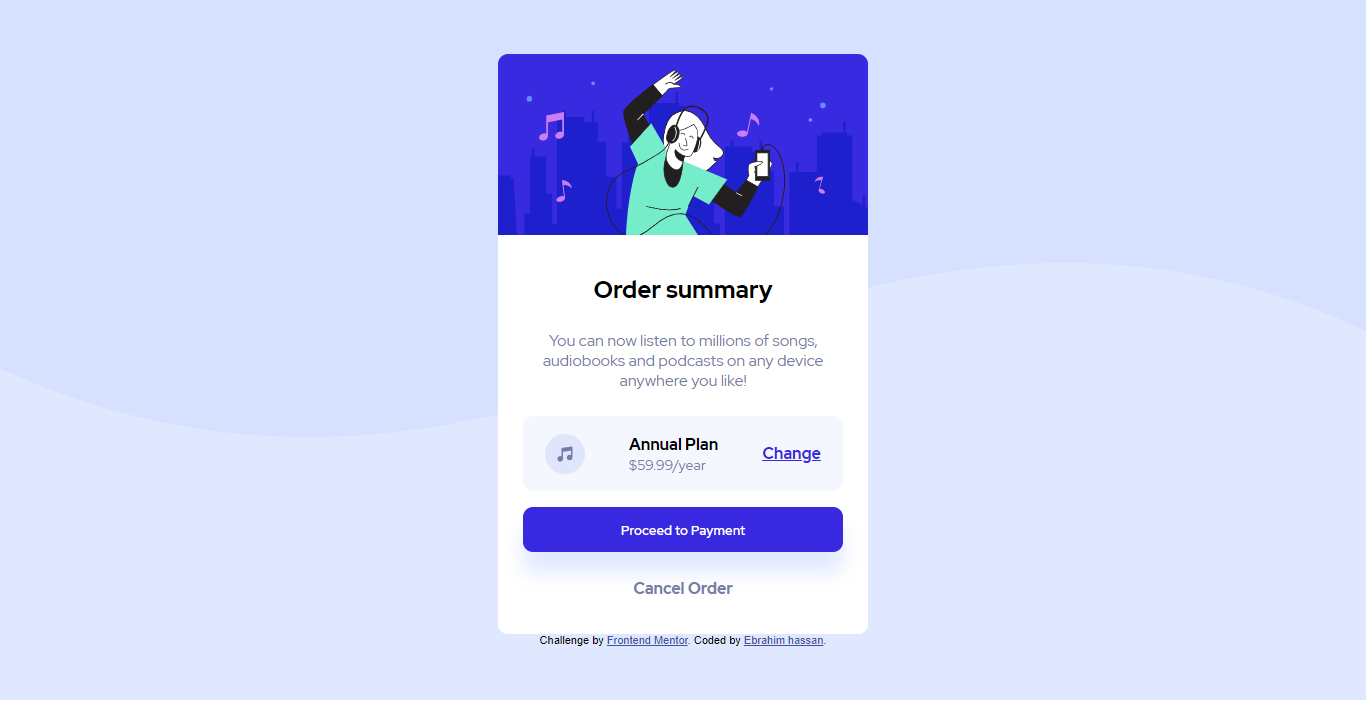 Order summary
You can now listen to millions of songs,
audiobooks and podcasts on any device
anywhere you like!
Annual Plan
$59.99/year
Change
Proceed to Payment
Cancel Order
Challenge by Frontend Mentor. Coded by Ebrahim hassan.